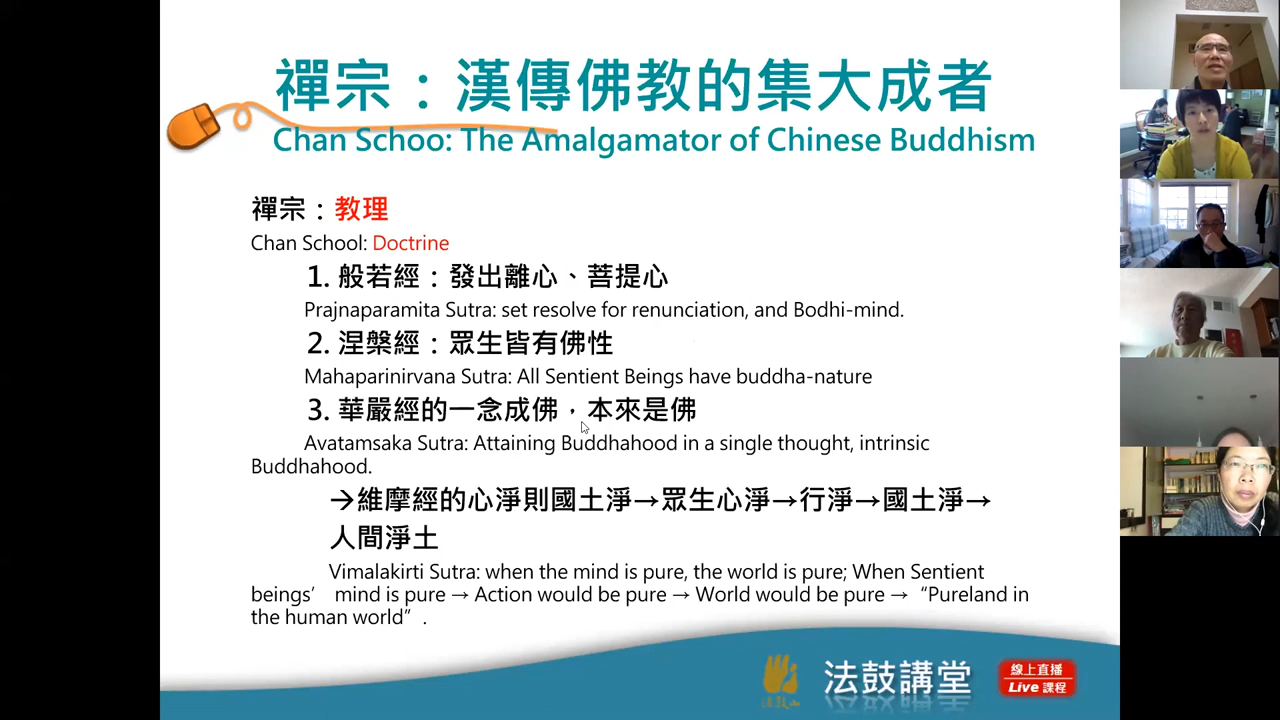 禪宗：漢傳佛教的集大成者
Chan Schoo: The Amalgamator of Chinese Buddhism
禪宗：教理
Chan School: Doctrine
1. 般若經：發出離心、菩提心
Prajnaparamita Sutra: set resolve for renunciation, and Bodhi-mind.
2. 涅槃經：眾生皆有佛性
Mahaparinirvana Sutra: All Sentient Beings have buddha-nature
3. 華嚴經的一念成佛，本來是佛
Avatamsaka Sutra: Attaining Buddhahood in a single thought, intrinsic
Buddhahood.
→維摩經的心淨則國土淨→眾生心淨→行淨→國土淨→
人間淨土
Vimalakirti Sutra: when the mind is pure, the world is pure; When Sentient
beings’ mind is pure → Action would be pure → World would be pure → “Pureland in
the human world”.
法鼓山
法鼓講堂
線上直播
Live 課程